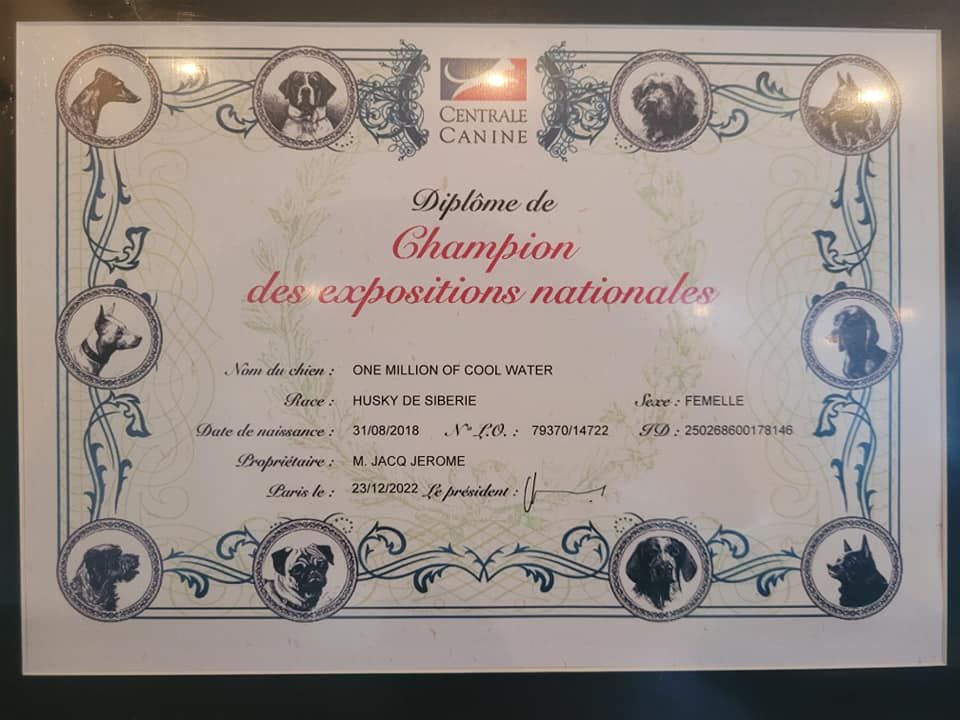 CENTRALE
CANINE
Diplôme de
Champion
des expositions nationales
Nom du chien : ONE MILLION OF COOL WATER
Race : HUSKY DE SIBERIE Sexe : FEMELLE
Date de naissance : 31/08/2018 N° L.O. : 79370/14722 ID : 250268600178146
Propriétaire : M. JACQ JEROME
Paris le : 23/12/2022 Le président :